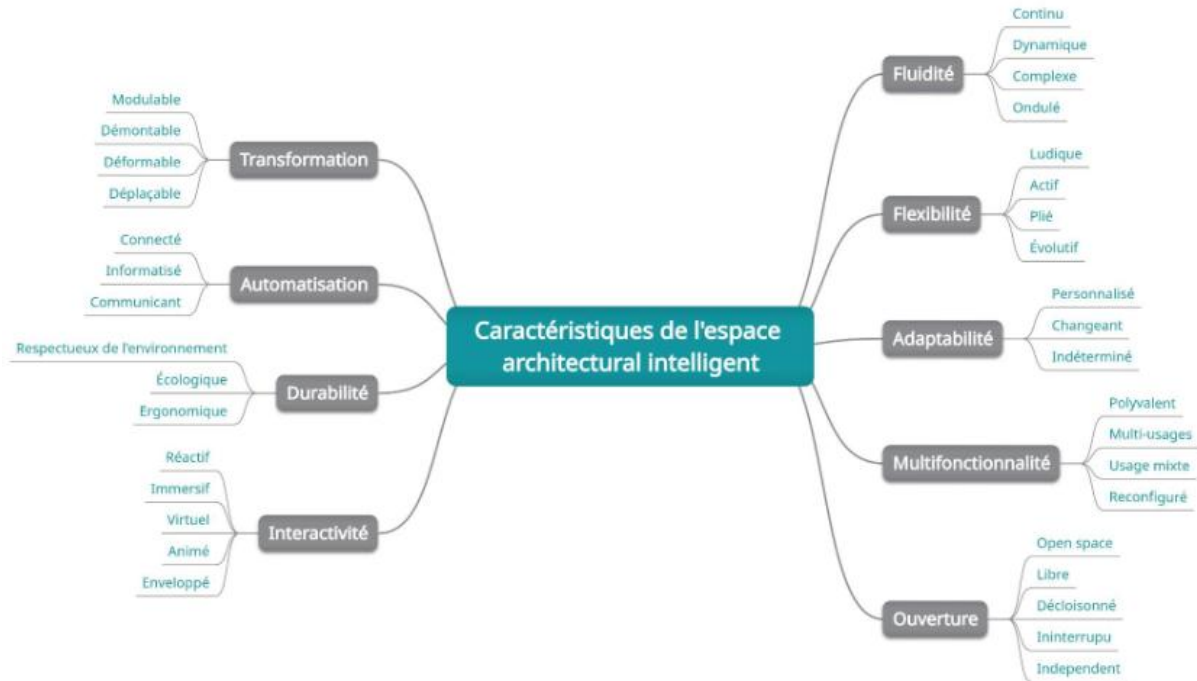 Caractéristiques de l'espace
architectural intelligent
Fluidité
Continu
Dynamique
Complexe
Ondulé
Flexibilité
Ludique
Actif
Plié
Évolutif
Adaptabilité
Personnalisé
Changeant
Indéterminé
Multifonctionnalité
Polyvalent
Multi-usages
Usage mixte
Reconfiguré
Ouverture
Open space
Libre
Décloisonné
Ininterrupu
Independent
Transformation
Modulable
Démontable
Déformable
Déplaçable
Automatisation
Connecté
Informatisé
Communicant
Durabilité
Respectueux de l'environnement
Écologique
Ergonomique
Interactivité
Réactif
Immersif
Virtuel
Animé
Enveloppé